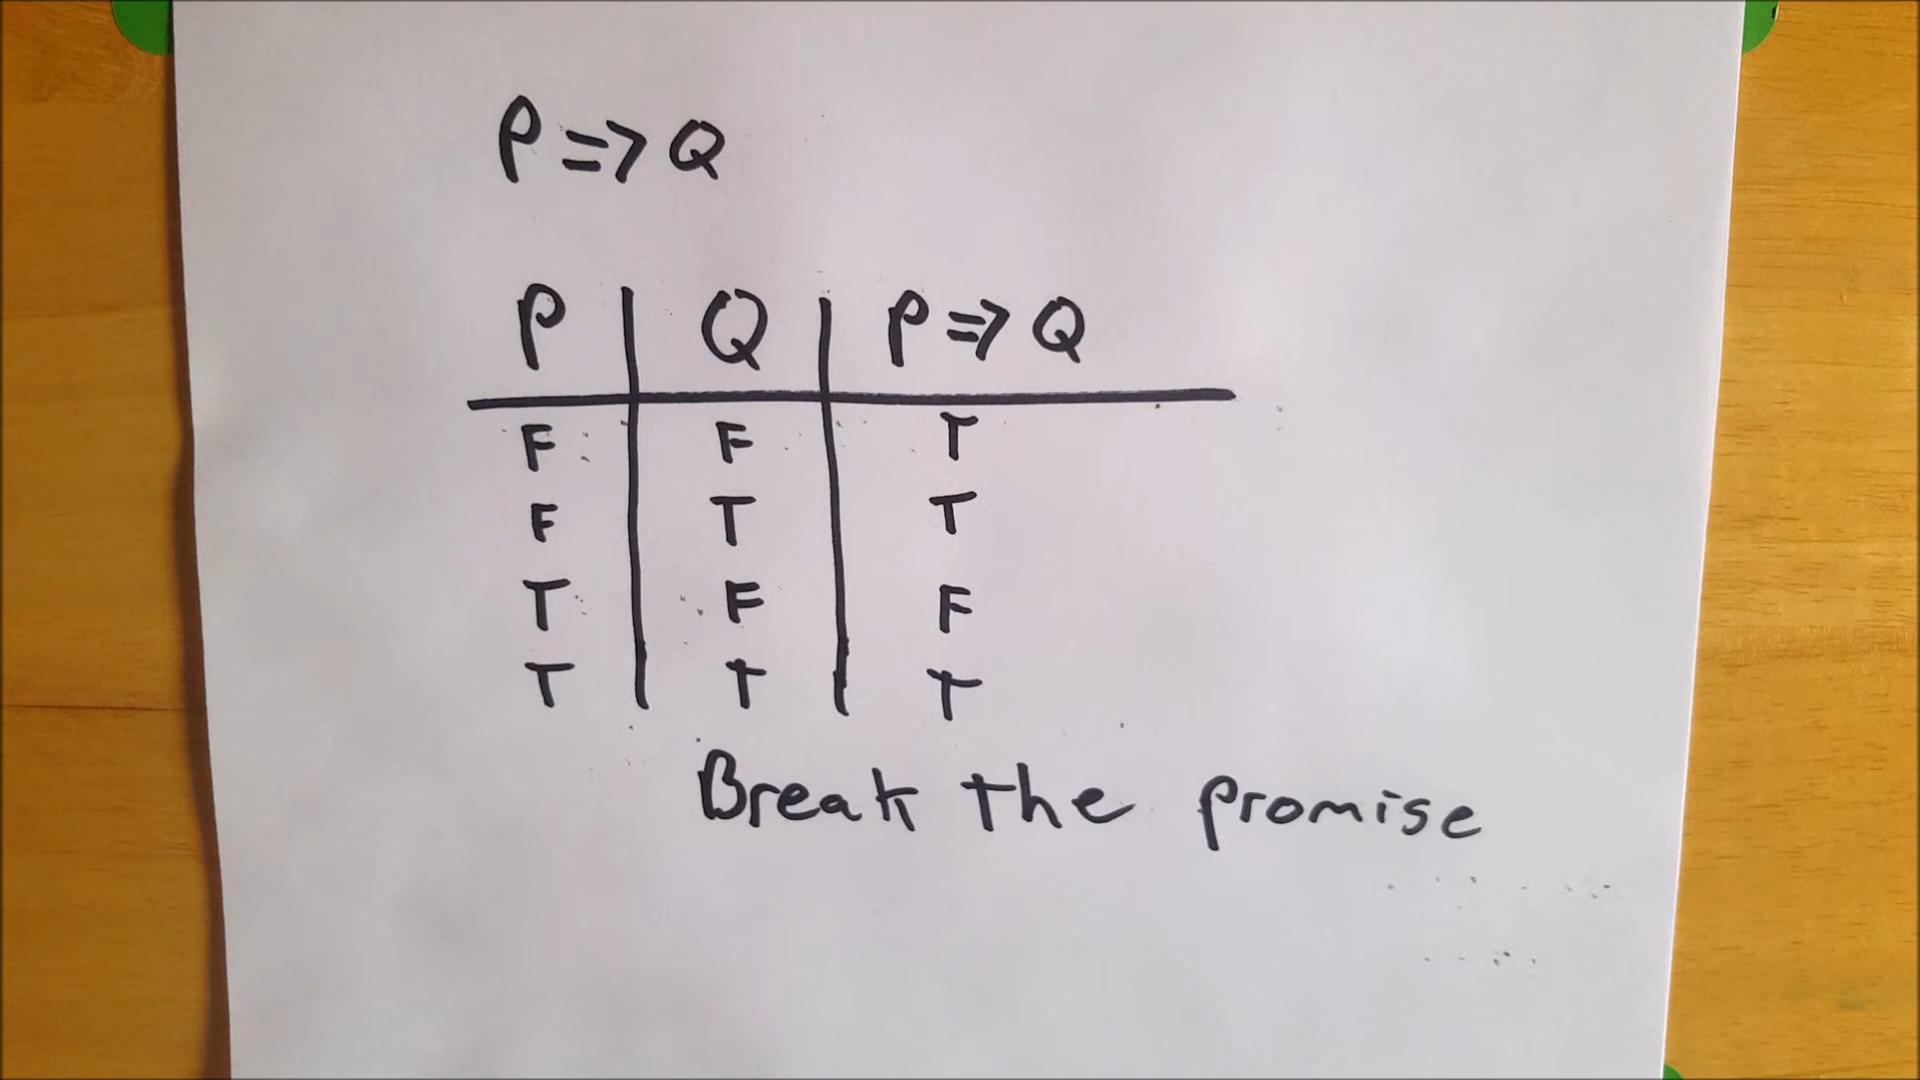 P => Q
P Q P => Q
F F T
F T T
T F F
T T T
Break the promise